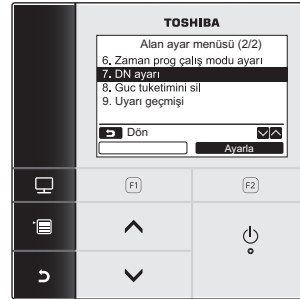 TOSHIBA
Alan ayar menüsü (2/2)
6. Zaman prog çalış modu ayarı
7. DN ayarı
8. Guc tuketimini sil
9. Uyarı geçmişi
Dön
Ayarla
F1 F2